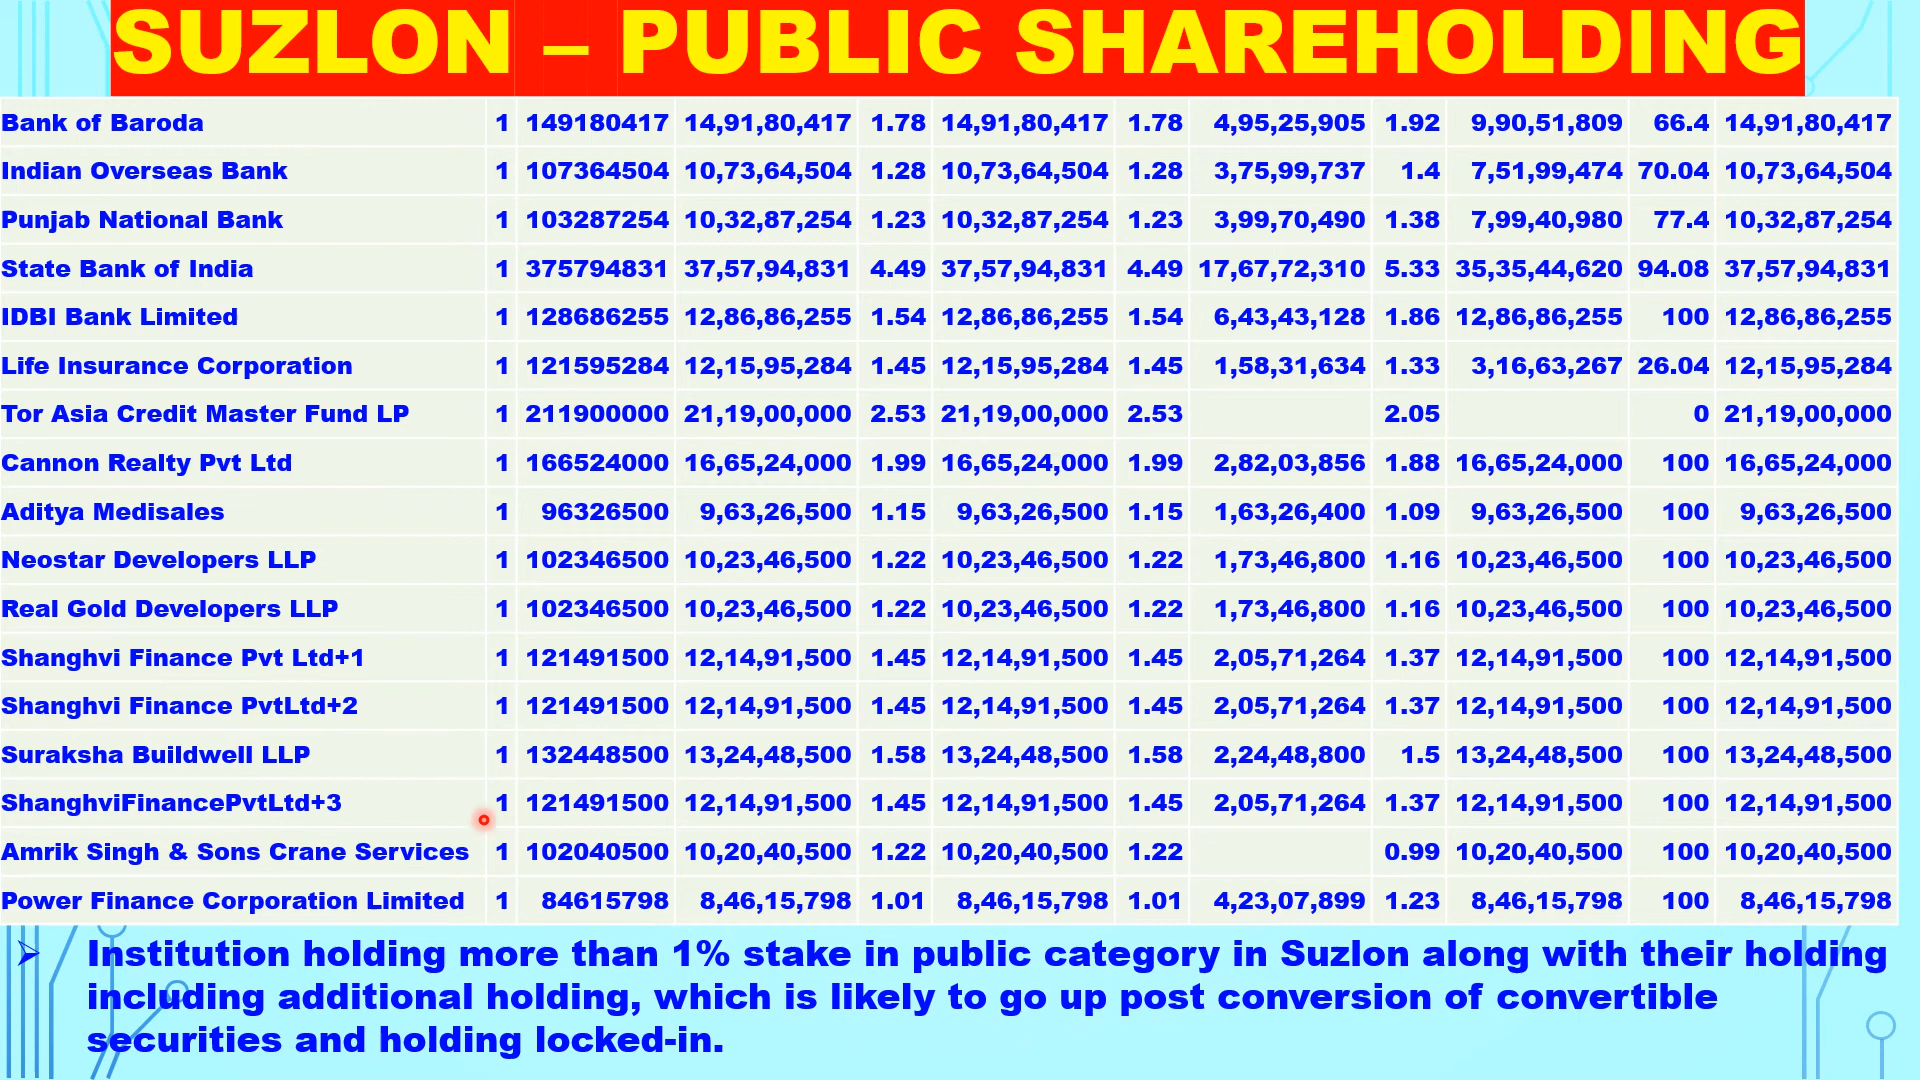 SUZLON – PUBLIC SHAREHOLDING
Bank of Baroda 1 149180417 14,91,80,417 1.78 14,91,80,417 1.78 4,95,25,905 1.92 9,90,51,809 66.4 14,91,80,417
Indian Overseas Bank 1 107364504 10,73,64,504 1.28 10,73,64,504 1.28 3,75,99,737 1.4 7,51,99,474 70.04 10,73,64,504
Punjab National Bank 1 103287254 10,32,87,254 1.23 10,32,87,254 1.23 3,99,70,490 1.38 7,99,40,980 77.4 10,32,87,254
State Bank of India 1 375794831 37,57,94,831 4.49 37,57,94,831 4.49 17,67,72,310 5.33 35,35,44,620 94.08 37,57,94,831
IDBI Bank Limited 1 128686255 12,86,86,255 1.54 12,86,86,255 1.54 6,43,43,128 1.86 12,86,86,255 100 12,86,86,255
Life Insurance Corporation 1 121595284 12,15,95,284 1.45 12,15,95,284 1.45 1,58,31,634 1.33 3,16,63,267 26.04 12,15,95,284
Tor Asia Credit Master Fund LP 1 211900000 21,19,00,000 2.53 21,19,00,000 2.53 2.05 0 21,19,00,000
Cannon Realty Pvt Ltd 1 166524000 16,65,24,000 1.99 16,65,24,000 1.99 2,82,03,856 1.88 16,65,24,000 100 16,65,24,000
Aditya Medisales 1 96326500 9,63,26,500 1.15 9,63,26,500 1.15 1,63,26,400 1.09 9,63,26,500 100 9,63,26,500
Neostar Developers LLP 1 102346500 10,23,46,500 1.22 10,23,46,500 1.22 1,73,46,800 1.16 10,23,46,500 100 10,23,46,500
Real Gold Developers LLP 1 102346500 10,23,46,500 1.22 10,23,46,500 1.22 1,73,46,800 1.16 10,23,46,500 100 10,23,46,500
Shanghvi Finance Pvt Ltd+1 1 121491500 12,14,91,500 1.45 12,14,91,500 1.45 2,05,71,264 1.37 12,14,91,500 100 12,14,91,500
Shanghvi Finance PvtLtd+2 1 121491500 12,14,91,500 1.45 12,14,91,500 1.45 2,05,71,264 1.37 12,14,91,500 100 12,14,91,500
Suraksha Buildwell LLP 1 132448500 13,24,48,500 1.58 13,24,48,500 1.58 2,24,48,800 1.5 13,24,48,500 100 13,24,48,500
ShanghviFinancePvtLtd+3 1 121491500 12,14,91,500 1.45 12,14,91,500 1.45 2,05,71,264 1.37 12,14,91,500 100 12,14,91,500
Amrik Singh & Sons Crane Services 1 102040500 10,20,40,500 1.22 10,20,40,500 1.22 0.99 10,20,40,500 100 10,20,40,500
Power Finance Corporation Limited 1 84615798 8,46,15,798 1.01 8,46,15,798 1.01 4,23,07,899 1.23 8,46,15,798 100 8,46,15,798
➢ Institution holding more than 1% stake in public category in Suzlon along with their holding
including additional holding, which is likely to go up post conversion of convertible
securities and holding locked-in.